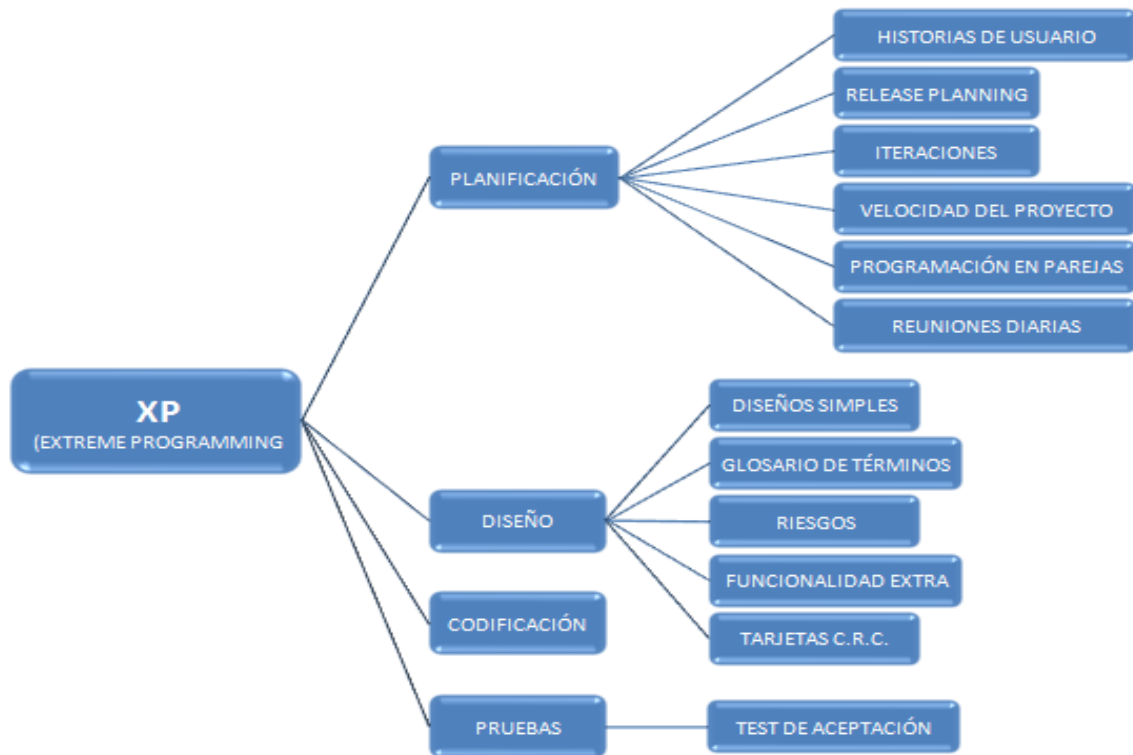 HISTORIAS DE USUARIO
RELEASE PLANNING
ITERACIONES
PLANIFICACIÓN
VELOCIDAD DEL PROYECTO
PROGRAMACIÓN EN PAREJAS
REUNIONES DIARIAS
XP
(EXTREME PROGRAMMING
DISEÑOS SIMPLES
GLOSARIO DE TÉRMINOS
DISEÑO
RIESGOS
FUNCIONALIDAD EXTRA
CODIFICACIÓN
TARJETAS C.R.C.
PRUEBAS
TEST DE ACEPTACIÓN